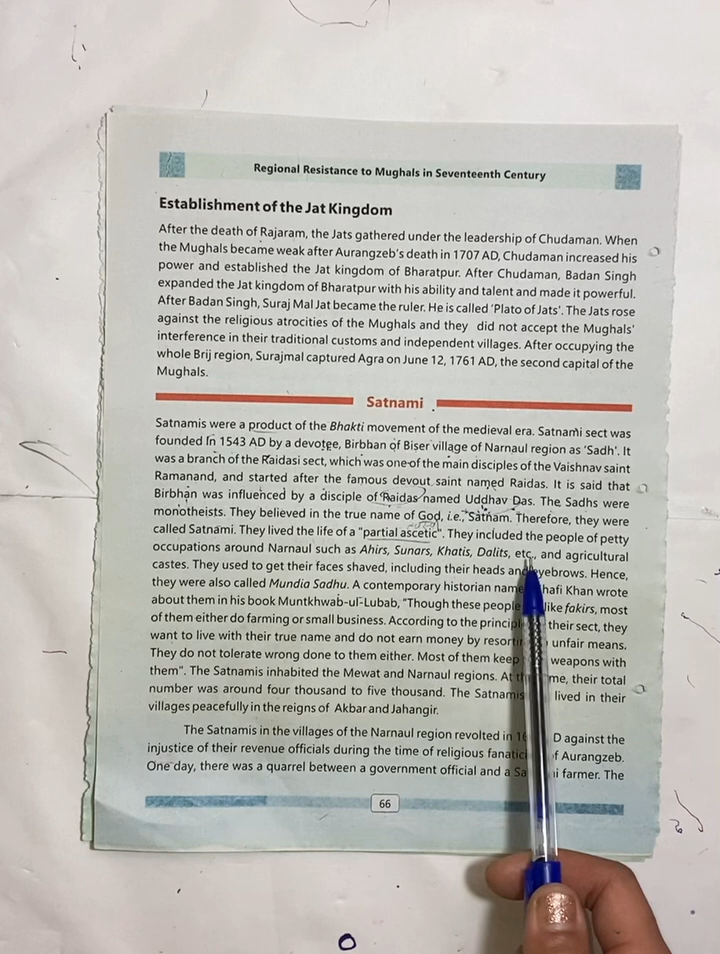 Regional Resistance to Mughals in Seventeenth Century
Establishment of the Jat Kingdom
After the death of Rajaram, the Jats gathered under the leadership of Chudaman. When
the Mughals became weak after Aurangzeb's death in 1707 AD, Chudaman increased his
power and established the Jat kingdom of Bharatpur. After Chudaman, Badan Singh
expanded the Jat kingdom of Bharatpur with his ability and talent and made it powerful.
After Badan Singh, Suraj Mal Jat became the ruler. He is called 'Plato of Jats'. The Jats rose
against the religious atrocities of the Mughals and they did not accept the Mughals'
interference in their traditional customs and independent villages. After occupying the
whole Brij region, Surajmal captured Agra on June 12, 1761 AD, the second capital of the
Mughals.
Satnami
Satnamis were a product of the Bhakti movement of the medieval era. Satnami sect was
founded In 1543 AD by a devotee, Birbhan of Biser village of Narnaul region as 'Sadh'. It
was a branch of the Raidasi sect, which was one of the main disciples of the Vaishnav saint
Ramanand, and started after the famous devout saint named Raidas. It is said that
Birbhan was influenced by a disciple of Raidas named Uddhav Das. The Sadhs were
monotheists. They believed in the true name of God, i.e., Satnam. Therefore, they were
called Satnami. They lived the life of a "partial ascetic". They included the people of petty
occupations around Narnaul such as Ahirs, Sunars, Khatis, Dalits, etc., and agricultural
castes. They used to get their faces shaved, including their heads and eyebrows. Hence,
they were also called Mundia Sadhu. A contemporary historian name hafi Khan wrote
about them in his book Muntkhwab-ul-Lubab, "Though these people like fakirs, most
of them either do farming or small business. According to the princip their sect, they
want to live with their true name and do not earn money by resorti unfair means.
They do not tolerate wrong done to them either. Most of them keep weapons with
them". The Satnamis inhabited the Mewat and Narnaul regions. At th me, their total
number was around four thousand to five thousand. The Satnamis lived in their
villages peacefully in the reigns of Akbar and Jahangir.
The Satnamis in the villages of the Narnaul region revolted in 16 D against the
injustice of their revenue officials during the time of religious fanatici f Aurangzeb.
One day, there was a quarrel between a government official and a Sa i farmer. The
66